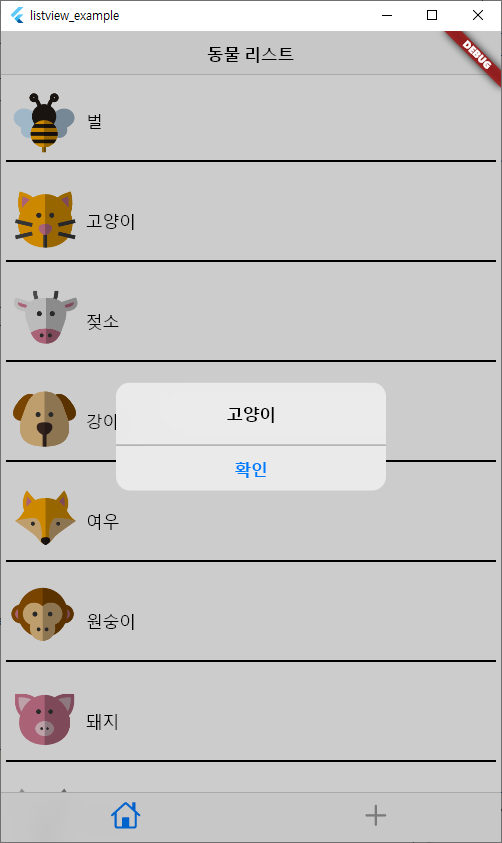 listview_example
동물 리스트
DEBUG
벌
고양이
젖소
강아
고양이
확인
여우
원숭이
돼지